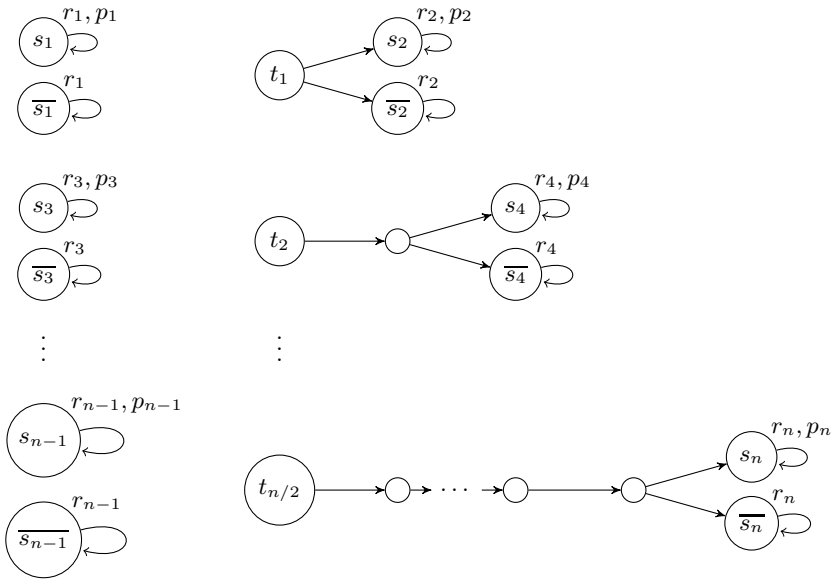 r₁, p₁
s₁
r₁
s̅₁̅
t₁
r₂, p₂
s₂
r₂
s̅₂̅
r₃, p₃
s₃
r₃
s̅₃̅
t₂
r₄, p₄
s₄
r₄
s̅₄̅
⋮
⋮
rₙ₋₁, pₙ₋₁
sₙ₋₁
rₙ₋₁
s̅ₙ̅₋̅₁̅
t_{n/2}
···
rₙ, pₙ
sₙ
rₙ
s̅ₙ̅